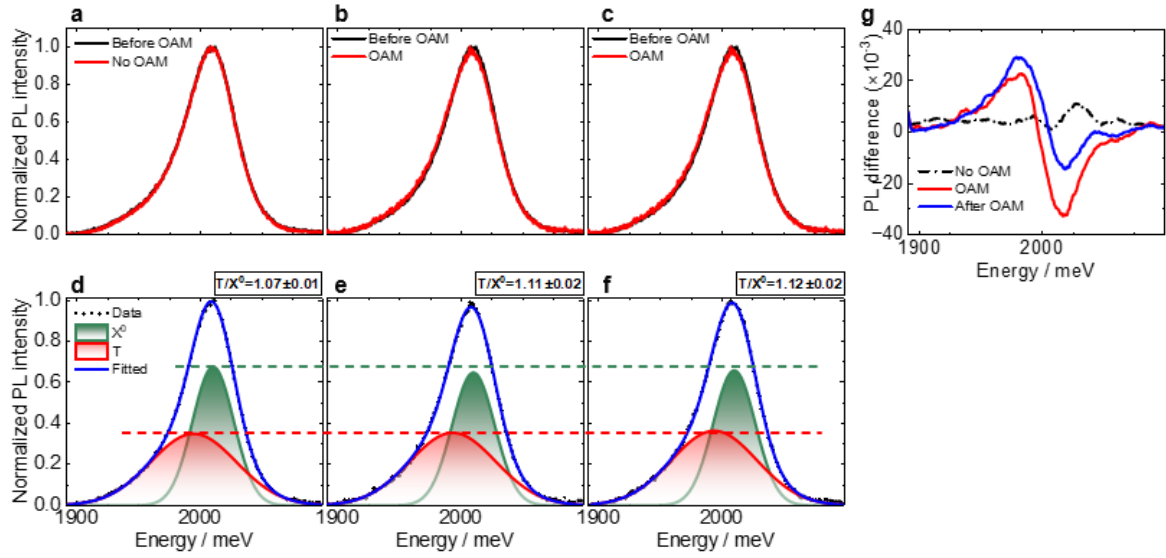 a
b
c
g
Normalized PL intensity
1.0
0.8
0.6
0.4
0.2
0.0
Before OAM
No OAM
Before OAM
OAM
Before OAM
OAM
PL difference (×10⁻³)
40
20
0
−20
−40
No OAM
OAM
After OAM
1900
2000
Energy / meV
d
e
f
T/X⁰=1.07±0.01
T/X⁰=1.11±0.02
T/X⁰=1.12±0.02
Normalized PL intensity
1.0
0.8
0.6
0.4
0.2
0.0
Data
X⁰
T
Fitted
1900
2000
1900
2000
1900
2000
Energy / meV
Energy / meV
Energy / meV